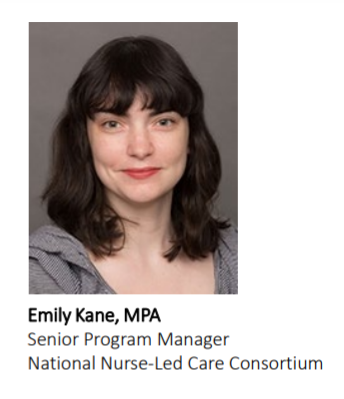 Emily Kane, MPA
Senior Program Manager
National Nurse-Led Care Consortium